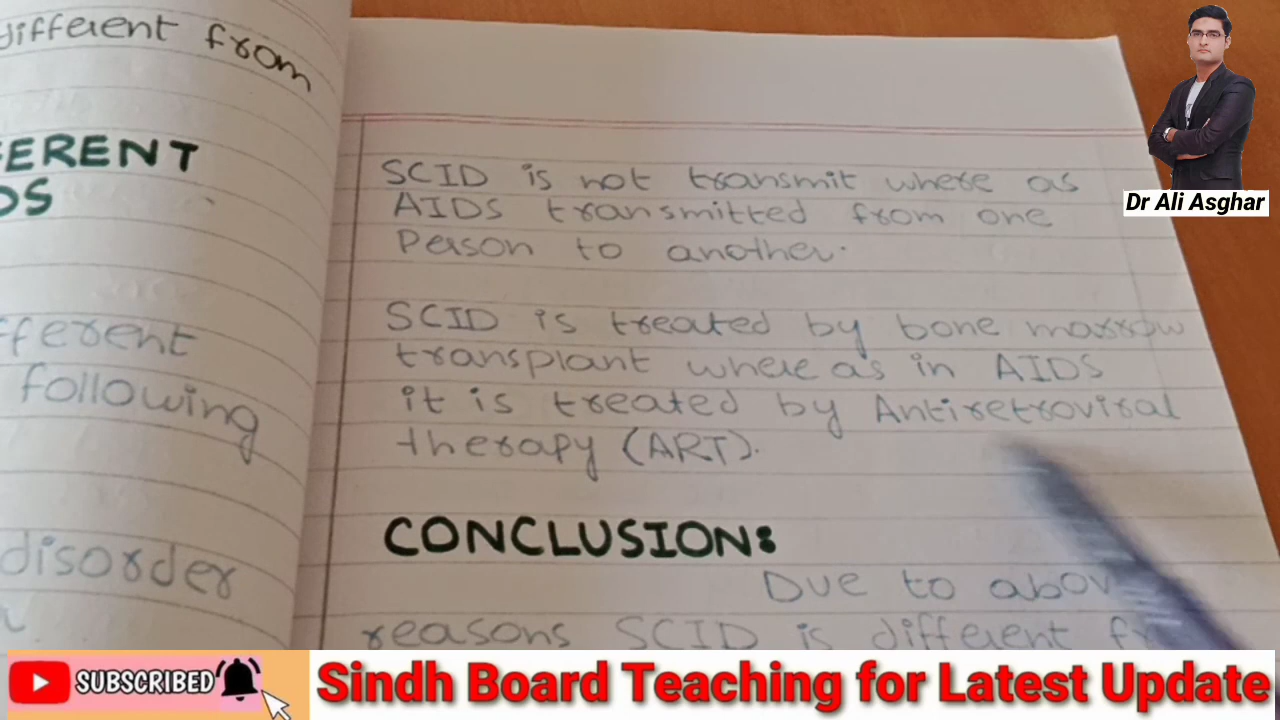 different from
ERENT
DS
fferent
following
disorder
SCID is not transmit where as
AIDS transmitted from one
Person to another.
SCID is treated by bone marrow
transplant where as in AIDS
it is treated by Antiretroviral
therapy (ART).
CONCLUSION:
Due to abov
reasons SCID is different f
Dr Ali Asghar
SUBSCRIBED
Sindh Board Teaching for Latest Update